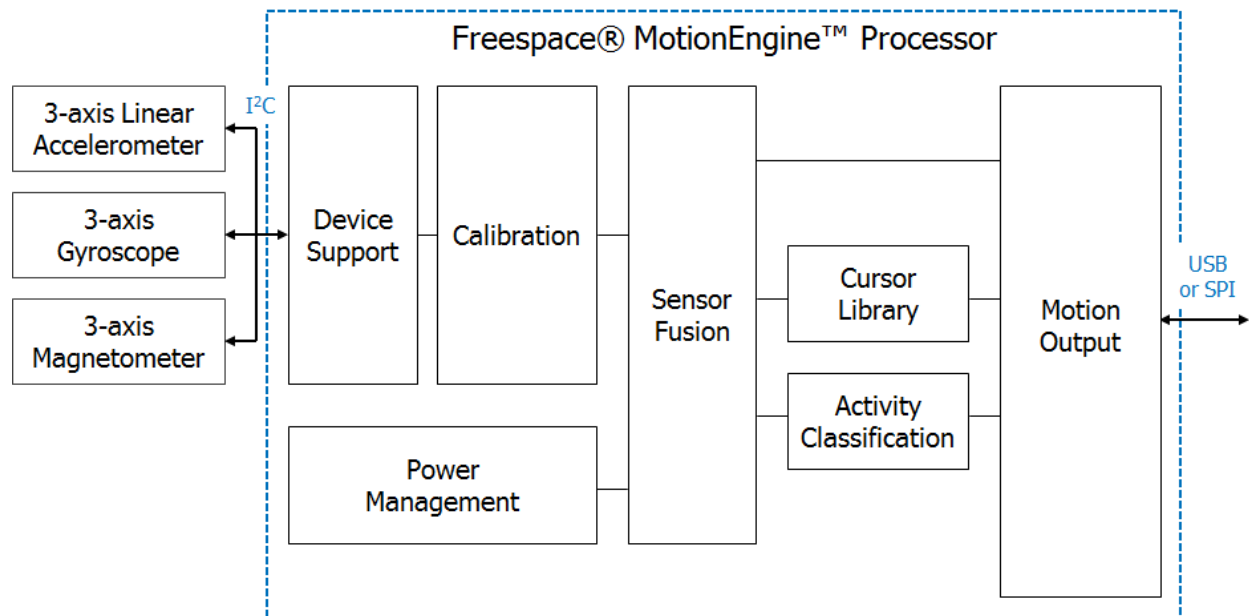 Freespace® MotionEngine™ Processor
I²C
3-axis Linear
Accelerometer
3-axis
Gyroscope
3-axis
Magnetometer
Device
Support
Calibration
Power
Management
Sensor
Fusion
Cursor
Library
Activity
Classification
Motion
Output
USB
or SPI